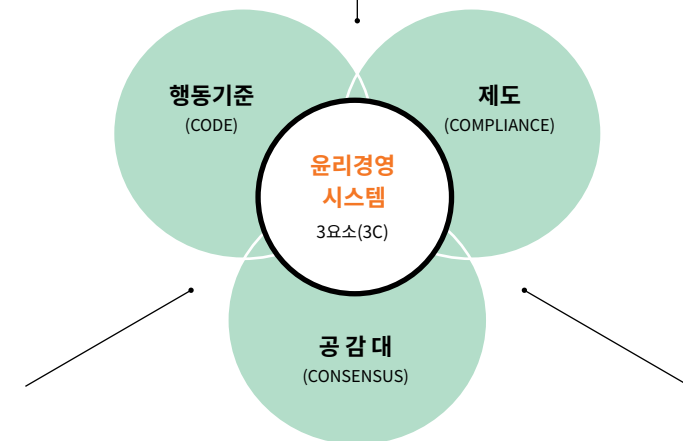 행동기준
(CODE)
제도
(COMPLIANCE)
윤리경영
시스템
3요소(3C)
공 감 대
(CONSENSUS)